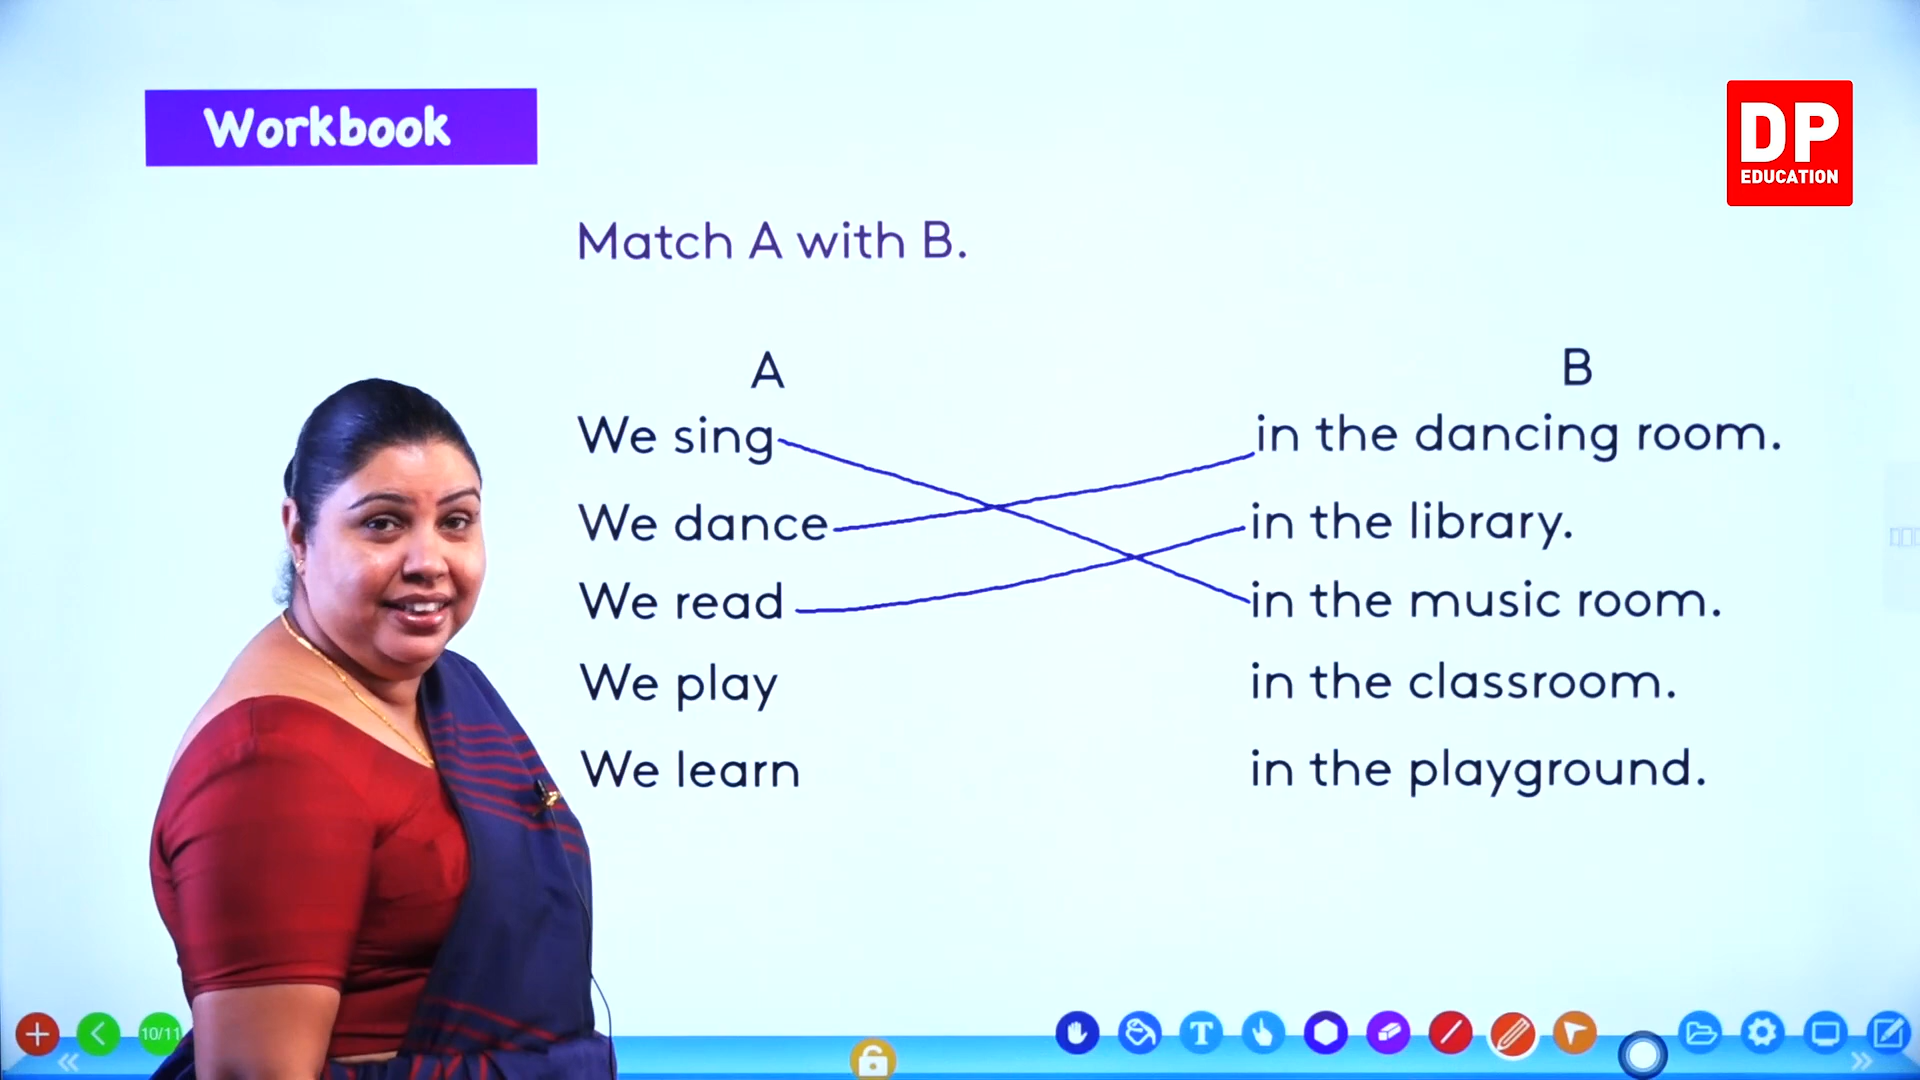 Workbook
DP
EDUCATION
Match A with B.
A
B
We sing
in the dancing room.
We dance
in the library.
We read
in the music room.
We play
in the classroom.
We learn
in the playground.
10/11
T